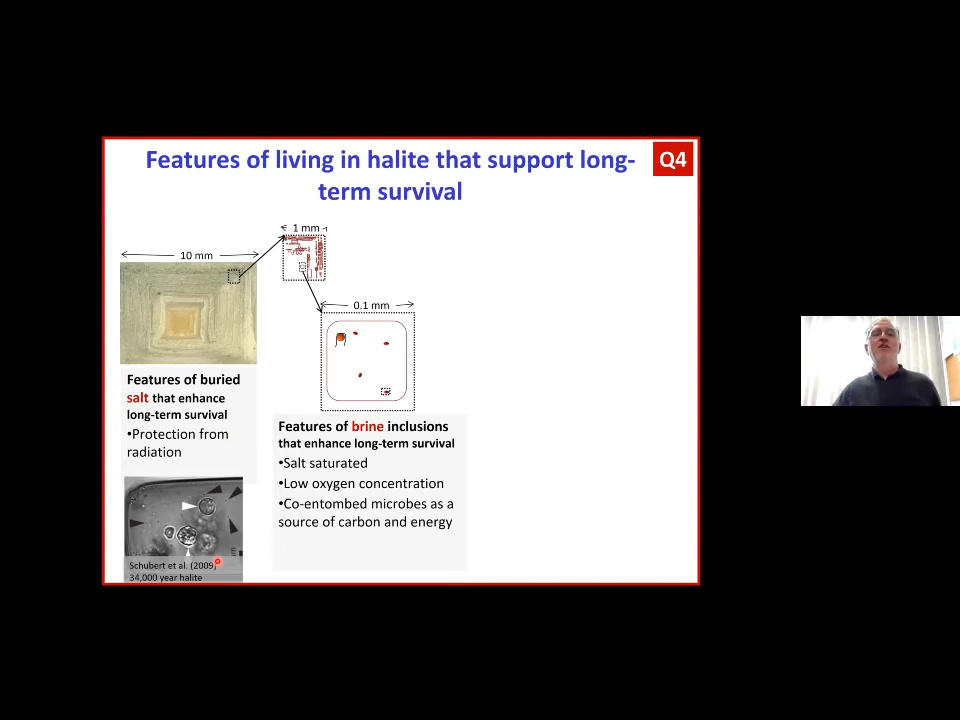 Features of living in halite that support long-
term survival
Q4
1 mm
10 mm
0.1 mm
Features of buried
salt that enhance
long-term survival
•Protection from
radiation
Features of brine inclusions
that enhance long-term survival
•Salt saturated
•Low oxygen concentration
•Co-entombed microbes as a
source of carbon and energy
Schubert et al. (2009)
34,000 year halite